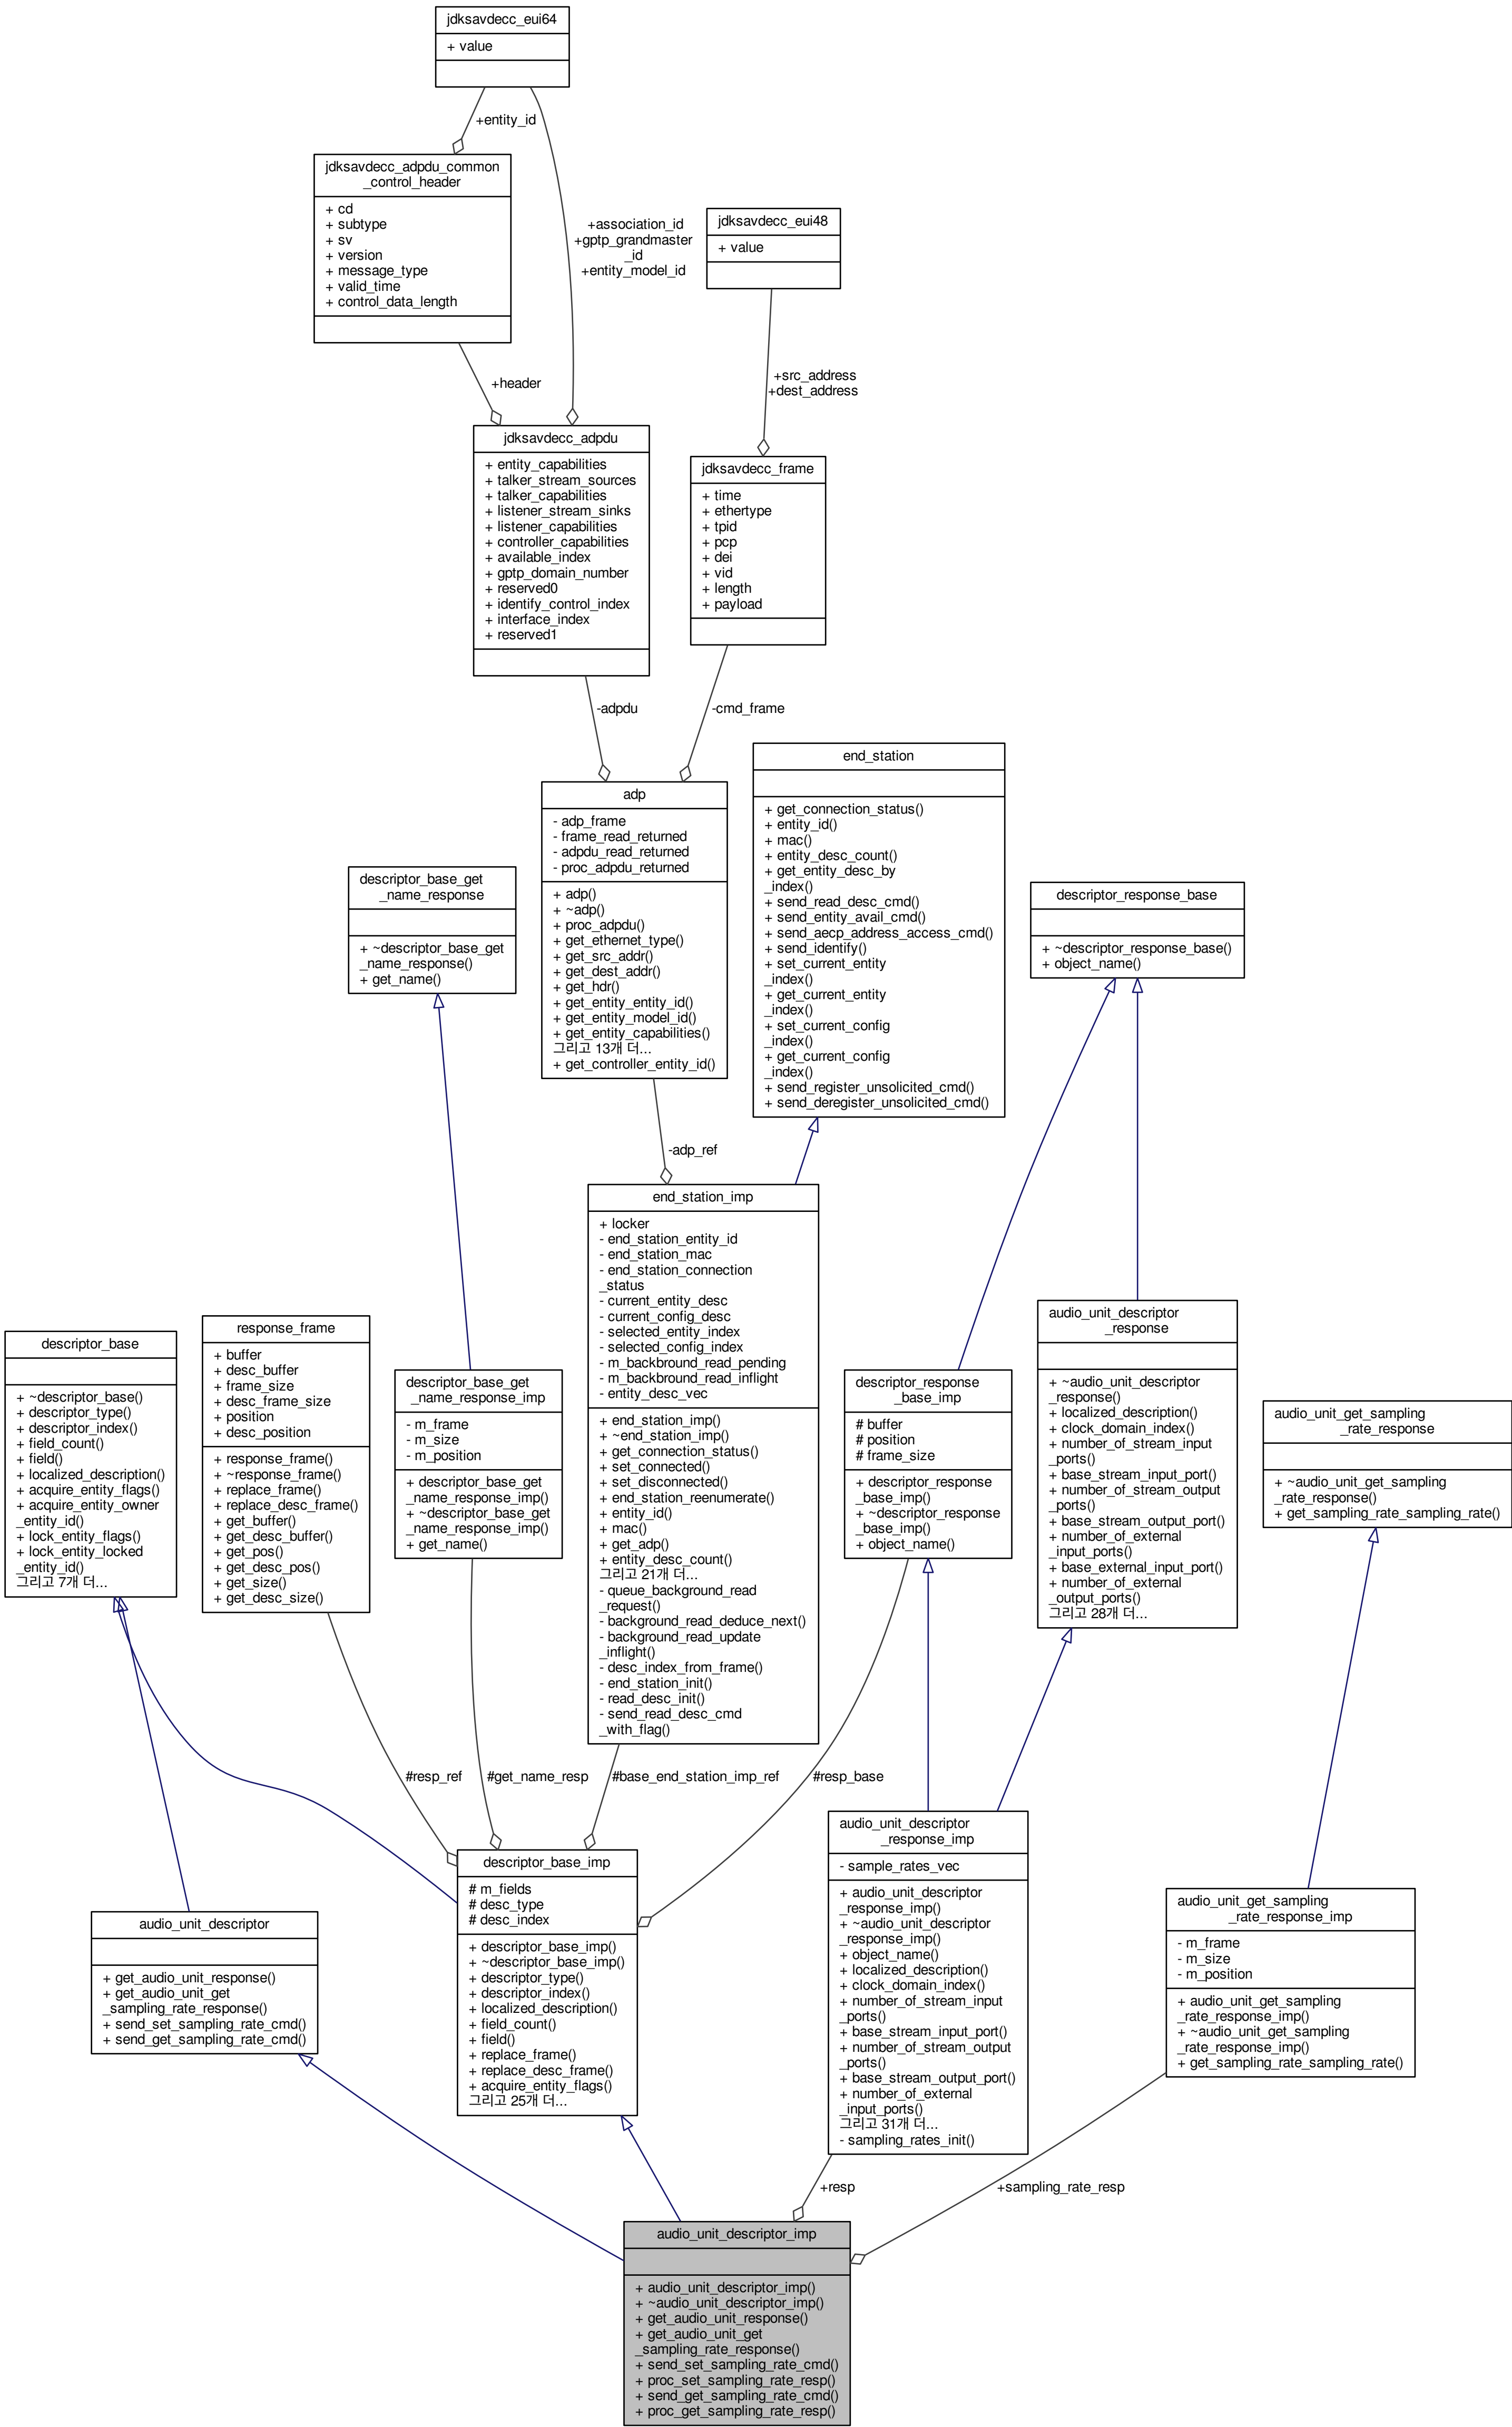 jdksavdecc_eui64
+ value
+entity_id
jdksavdecc_adpdu_common
_control_header
+ cd
+ subtype
+ sv
+ version
+ message_type
+ valid_time
+ control_data_length
+association_id
+gptp_grandmaster
_id
+entity_model_id
jdksavdecc_eui48
+ value
+header
+src_address
+dest_address
jdksavdecc_adpdu
+ entity_capabilities
+ talker_stream_sources
+ talker_capabilities
+ listener_stream_sinks
+ listener_capabilities
+ controller_capabilities
+ available_index
+ gptp_domain_number
+ reserved0
+ identify_control_index
+ interface_index
+ reserved1
jdksavdecc_frame
+ time
+ ethertype
+ tpid
+ pcp
+ dei
+ vid
+ length
+ payload
-adpdu
-cmd_frame
end_station
+ get_connection_status()
+ entity_id()
+ mac()
+ entity_desc_count()
+ get_entity_desc_by
_index()
+ send_read_desc_cmd()
+ send_entity_avail_cmd()
+ send_aecp_address_access_cmd()
+ send_identify()
+ set_current_entity
_index()
+ get_current_entity
_index()
+ set_current_config
_index()
+ get_current_config
_index()
+ send_register_unsolicited_cmd()
+ send_deregister_unsolicited_cmd()
adp
- adp_frame
- frame_read_returned
- adpdu_read_returned
- proc_adpdu_returned
+ adp()
+ ~adp()
+ proc_adpdu()
+ get_ethernet_type()
+ get_src_addr()
+ get_dest_addr()
+ get_hdr()
+ get_entity_entity_id()
+ get_entity_model_id()
+ get_entity_capabilities()
그리고 13개 더...
+ get_controller_entity_id()
descriptor_base_get
_name_response
+ ~descriptor_base_get
_name_response()
+ get_name()
descriptor_response_base
+ ~descriptor_response_base()
+ object_name()
-adp_ref
end_station_imp
+ locker
- end_station_entity_id
- end_station_mac
- end_station_connection
_status
- current_entity_desc
- current_config_desc
- selected_entity_index
- selected_config_index
- m_backbround_read_pending
- m_backbround_read_inflight
- entity_desc_vec
+ end_station_imp()
+ ~end_station_imp()
+ get_connection_status()
+ set_connected()
+ set_disconnected()
+ end_station_reenumerate()
+ entity_id()
+ mac()
+ get_adp()
+ entity_desc_count()
그리고 21개 더...
- queue_background_read
_request()
- background_read_deduce_next()
- background_read_update
_inflight()
- desc_index_from_frame()
- end_station_init()
- read_desc_init()
- send_read_desc_cmd
_with_flag()
descriptor_base
+ ~descriptor_base()
+ descriptor_type()
+ descriptor_index()
+ field_count()
+ field()
+ localized_description()
+ acquire_entity_flags()
+ acquire_entity_owner
_entity_id()
+ lock_entity_flags()
+ lock_entity_locked
_entity_id()
그리고 7개 더...
response_frame
+ buffer
+ desc_buffer
+ frame_size
+ desc_frame_size
+ position
+ desc_position
+ response_frame()
+ ~response_frame()
+ replace_frame()
+ replace_desc_frame()
+ get_buffer()
+ get_desc_buffer()
+ get_pos()
+ get_desc_pos()
+ get_size()
+ get_desc_size()
descriptor_base_get
_name_response_imp
- m_frame
- m_size
- m_position
+ descriptor_base_get
_name_response_imp()
+ ~descriptor_base_get
_name_response_imp()
+ get_name()
descriptor_response
_base_imp
# buffer
# position
# frame_size
+ descriptor_response
_base_imp()
+ ~descriptor_response
_base_imp()
+ object_name()
audio_unit_descriptor
_response
+ ~audio_unit_descriptor
_response()
+ localized_description()
+ clock_domain_index()
+ number_of_stream_input
_ports()
+ base_stream_input_port()
+ number_of_stream_output
_ports()
+ base_stream_output_port()
+ number_of_external
_input_ports()
+ base_external_input_port()
+ number_of_external
_output_ports()
그리고 28개 더...
audio_unit_get_sampling
_rate_response
+ ~audio_unit_get_sampling
_rate_response()
+ get_sampling_rate_sampling_rate()
#resp_ref
#get_name_resp
#base_end_station_imp_ref
#resp_base
audio_unit_descriptor
+ get_audio_unit_response()
+ get_audio_unit_get
_sampling_rate_response()
+ send_set_sampling_rate_cmd()
+ send_get_sampling_rate_cmd()
descriptor_base_imp
# m_fields
# desc_type
# desc_index
+ descriptor_base_imp()
+ ~descriptor_base_imp()
+ descriptor_type()
+ descriptor_index()
+ localized_description()
+ field_count()
+ field()
+ replace_frame()
+ replace_desc_frame()
+ acquire_entity_flags()
그리고 25개 더...
audio_unit_descriptor
_response_imp
- sample_rates_vec
+ audio_unit_descriptor
_response_imp()
+ ~audio_unit_descriptor
_response_imp()
+ object_name()
+ localized_description()
+ clock_domain_index()
+ number_of_stream_input
_ports()
+ base_stream_input_port()
+ number_of_stream_output
_ports()
+ base_stream_output_port()
+ number_of_external
_input_ports()
그리고 31개 더...
- sampling_rates_init()
audio_unit_get_sampling
_rate_response_imp
- m_frame
- m_size
- m_position
+ audio_unit_get_sampling
_rate_response_imp()
+ ~audio_unit_get_sampling
_rate_response_imp()
+ get_sampling_rate_sampling_rate()
+resp
+sampling_rate_resp
audio_unit_descriptor_imp
+ audio_unit_descriptor_imp()
+ ~audio_unit_descriptor_imp()
+ get_audio_unit_response()
+ get_audio_unit_get
_sampling_rate_response()
+ send_set_sampling_rate_cmd()
+ proc_set_sampling_rate_resp()
+ send_get_sampling_rate_cmd()
+ proc_get_sampling_rate_resp()